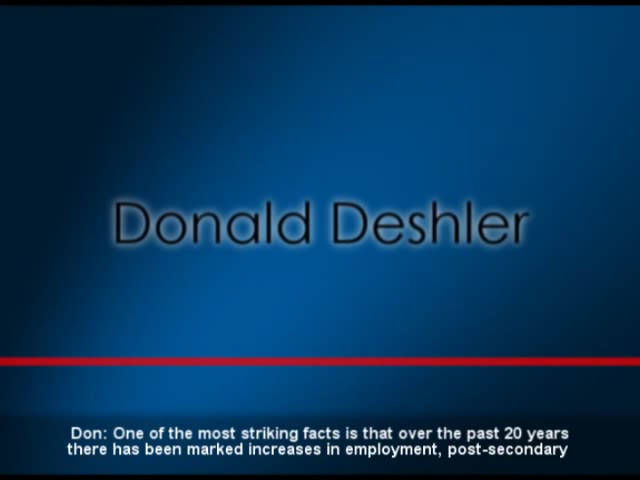 Donald Deshler
Don: One of the most striking facts is that over the past 20 years
there has been marked increases in employment, post-secondary